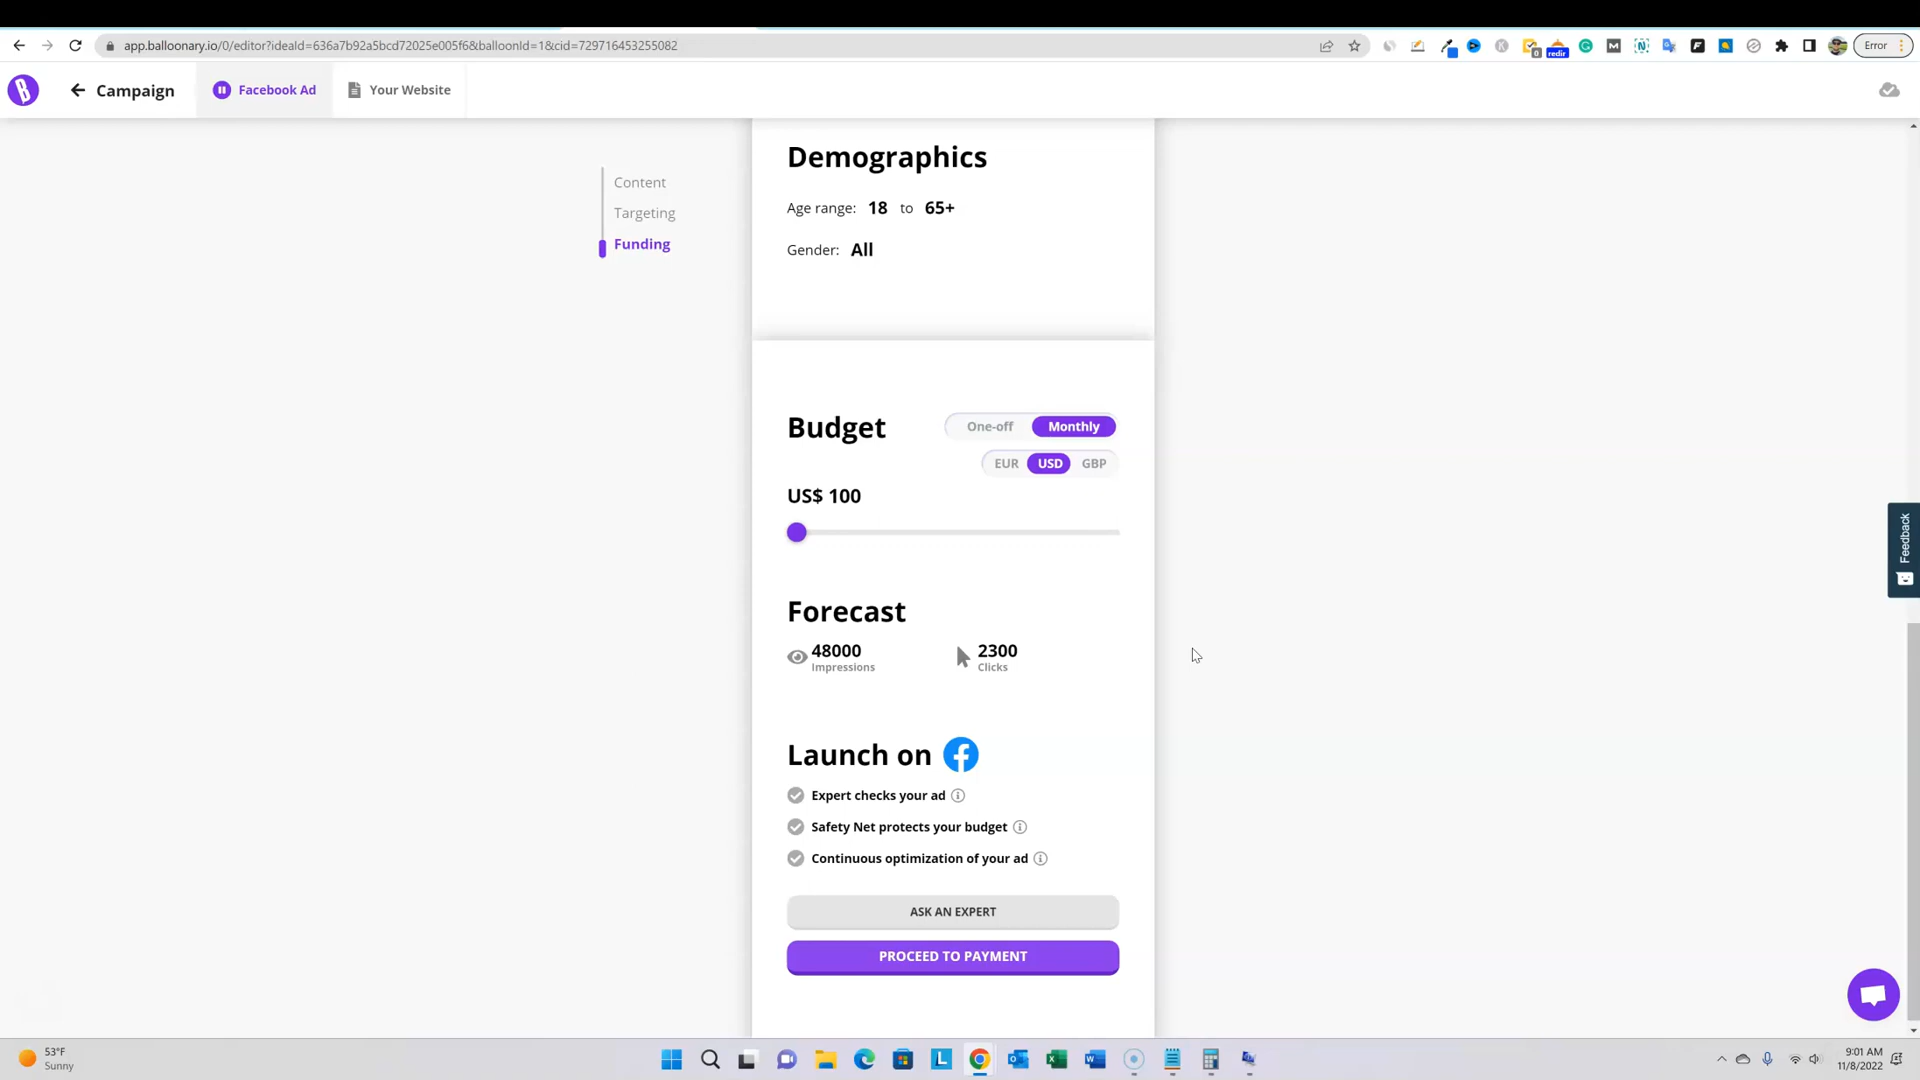 app.balloonary.io/0/editor?ideaId=636a7b92a5bcd72025e005f6&balloonId=1&cid=729716453255082
0
redir
Error
Campaign
Facebook Ad
Your Website
Content
Targeting
Funding
Demographics
Age range: 18 to 65+
Gender: All
Budget
One-off Monthly
EUR USD GBP
US$ 100
Forecast
48000
Impressions
2300
Clicks
Launch on
Expert checks your ad
Safety Net protects your budget
Continuous optimization of your ad
ASK AN EXPERT
PROCEED TO PAYMENT
Feedback
53°F
Sunny
9:01 AM
11/8/2022